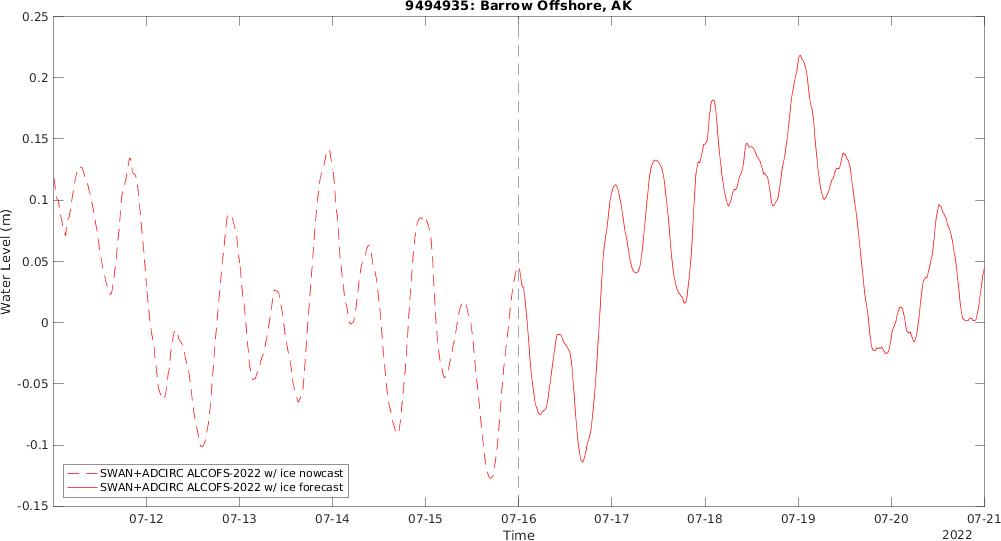 9494935: Barrow Offshore, AK
0.25
0.2
0.15
0.1
0.05
0
-0.05
-0.1
-0.15
Water Level (m)
SWAN+ADCIRC ALCOFS-2022 w/ ice nowcast
SWAN+ADCIRC ALCOFS-2022 w/ ice forecast
07-12 07-13 07-14 07-15 07-16 07-17 07-18 07-19 07-20 07-21
Time
2022